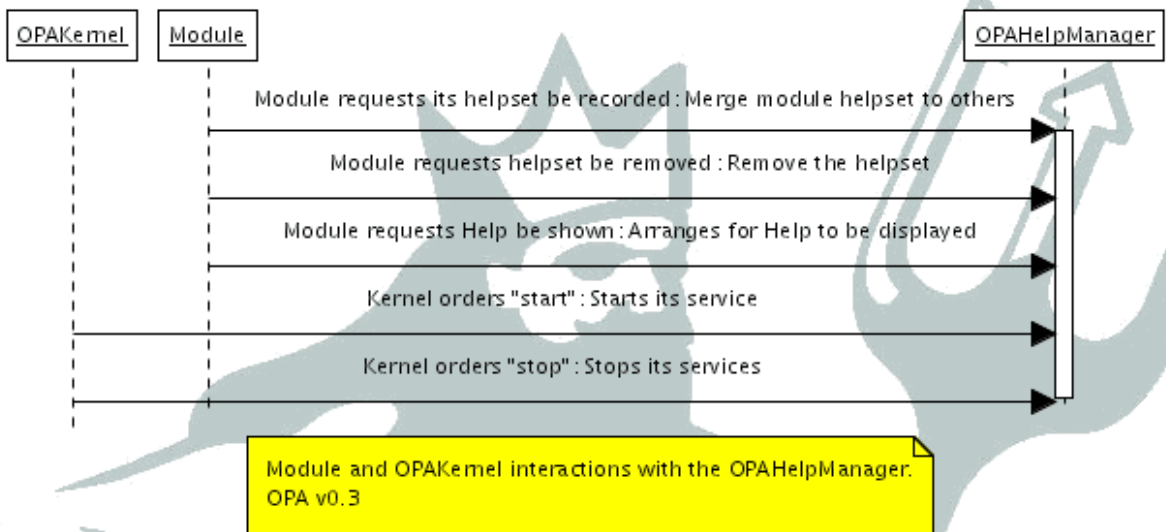 OPAKernel
Module
OPAHelpManager
Module requests its helpset be recorded : Merge module helpset to others
Module requests helpset be removed : Remove the helpset
Module requests Help be shown : Arranges for Help to be displayed
Kernel orders "start" : Starts its service
Kernel orders "stop" : Stops its services
Module and OPAKernel interactions with the OPAHelpManager.
OPA v0.3